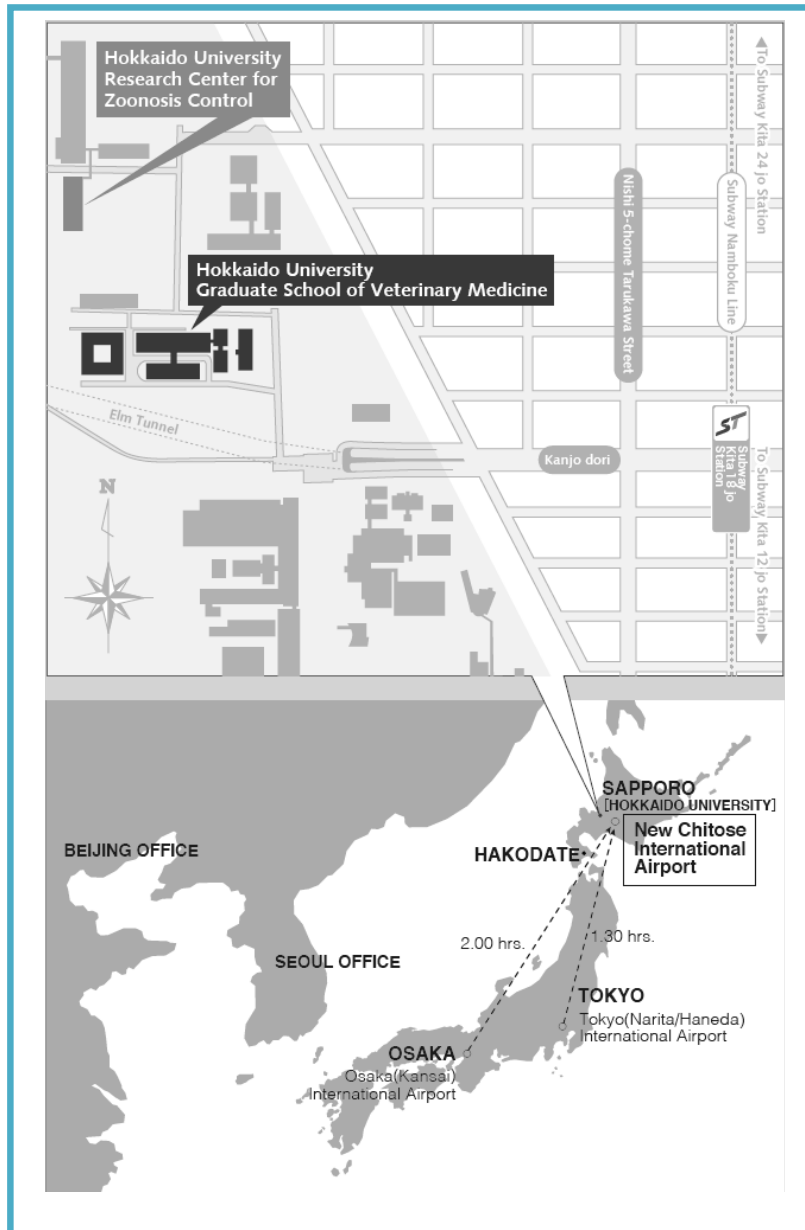 Hokkaido University
Research Center for
Zoonosis Control
To Subway Kita 24 jo Station
Nishi 5-chome Tarukawa Street
Subway Namboku Line
Hokkaido University
Graduate School of Veterinary Medicine
Elm Tunnel
Kanjo dori
ST
Subway
Kita 18 jo
Station
To Subway Kita 12 jo Station
N
SAPPORO
[HOKKAIDO UNIVERSITY]
New Chitose
International
Airport
BEIJING OFFICE
HAKODATE
2.00 hrs.
1.30 hrs.
SEOUL OFFICE
TOKYO
Tokyo(Narita/Haneda)
International Airport
OSAKA
Osaka(Kansai)
International Airport